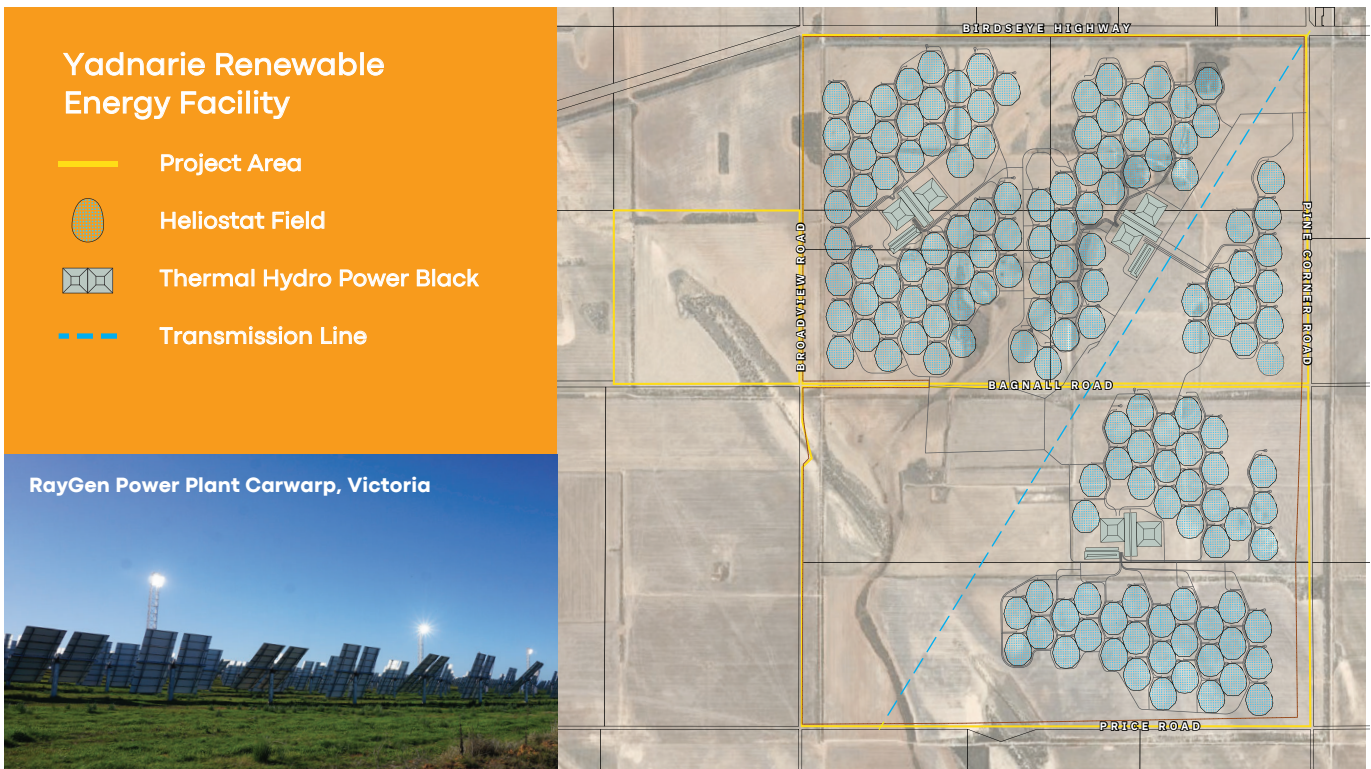 Yadnarie Renewable
Energy Facility
Project Area
Heliostat Field
Thermal Hydro Power Black
Transmission Line
RayGen Power Plant Carwarp, Victoria
BIRDSEYE HIGHWAY
BROADVIEW ROAD
PINE CORNER ROAD
BAGNALL ROAD
PRICE ROAD